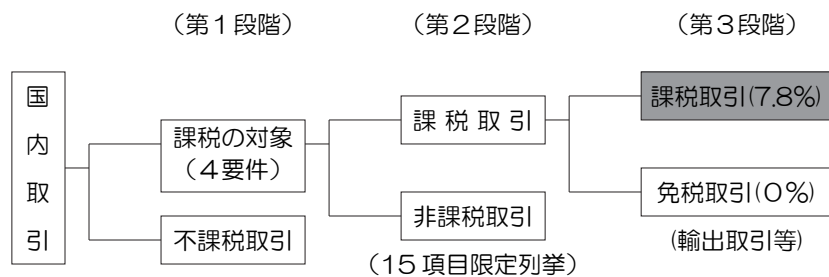 （第１段階）
（第２段階）
（第３段階）
国内取引
課税の対象
（４要件）
不課税取引
課税取引
非課税取引
（15項目限定列挙）
課税取引(7.8%)
免税取引(０％)
(輸出取引等)